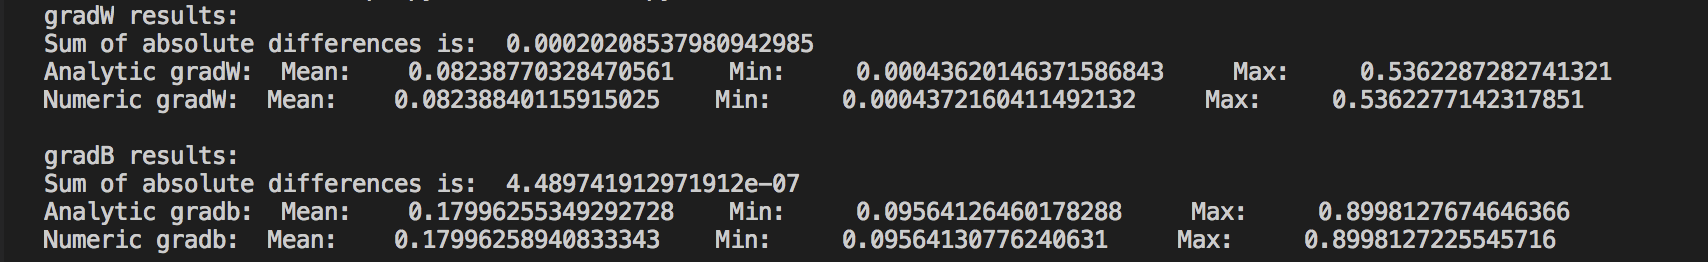 gradW results:
Sum of absolute differences is:  0.00020208537980942985
Analytic gradW:  Mean:    0.08238770328470561    Min:      0.00043620146371586843     Max:     0.5362287282741321
Numeric gradW:  Mean:    0.08238840115915025    Min:     0.0004372160411492132     Max:     0.5362277142317851
gradB results:
Sum of absolute differences is:  4.489741912971912e-07
Analytic gradb:  Mean:    0.17996255349292728    Min:      0.09564126460178288     Max:     0.8998127674646366
Numeric gradb:  Mean:    0.17996258940833343    Min:     0.09564130776240631     Max:     0.8998127225545716